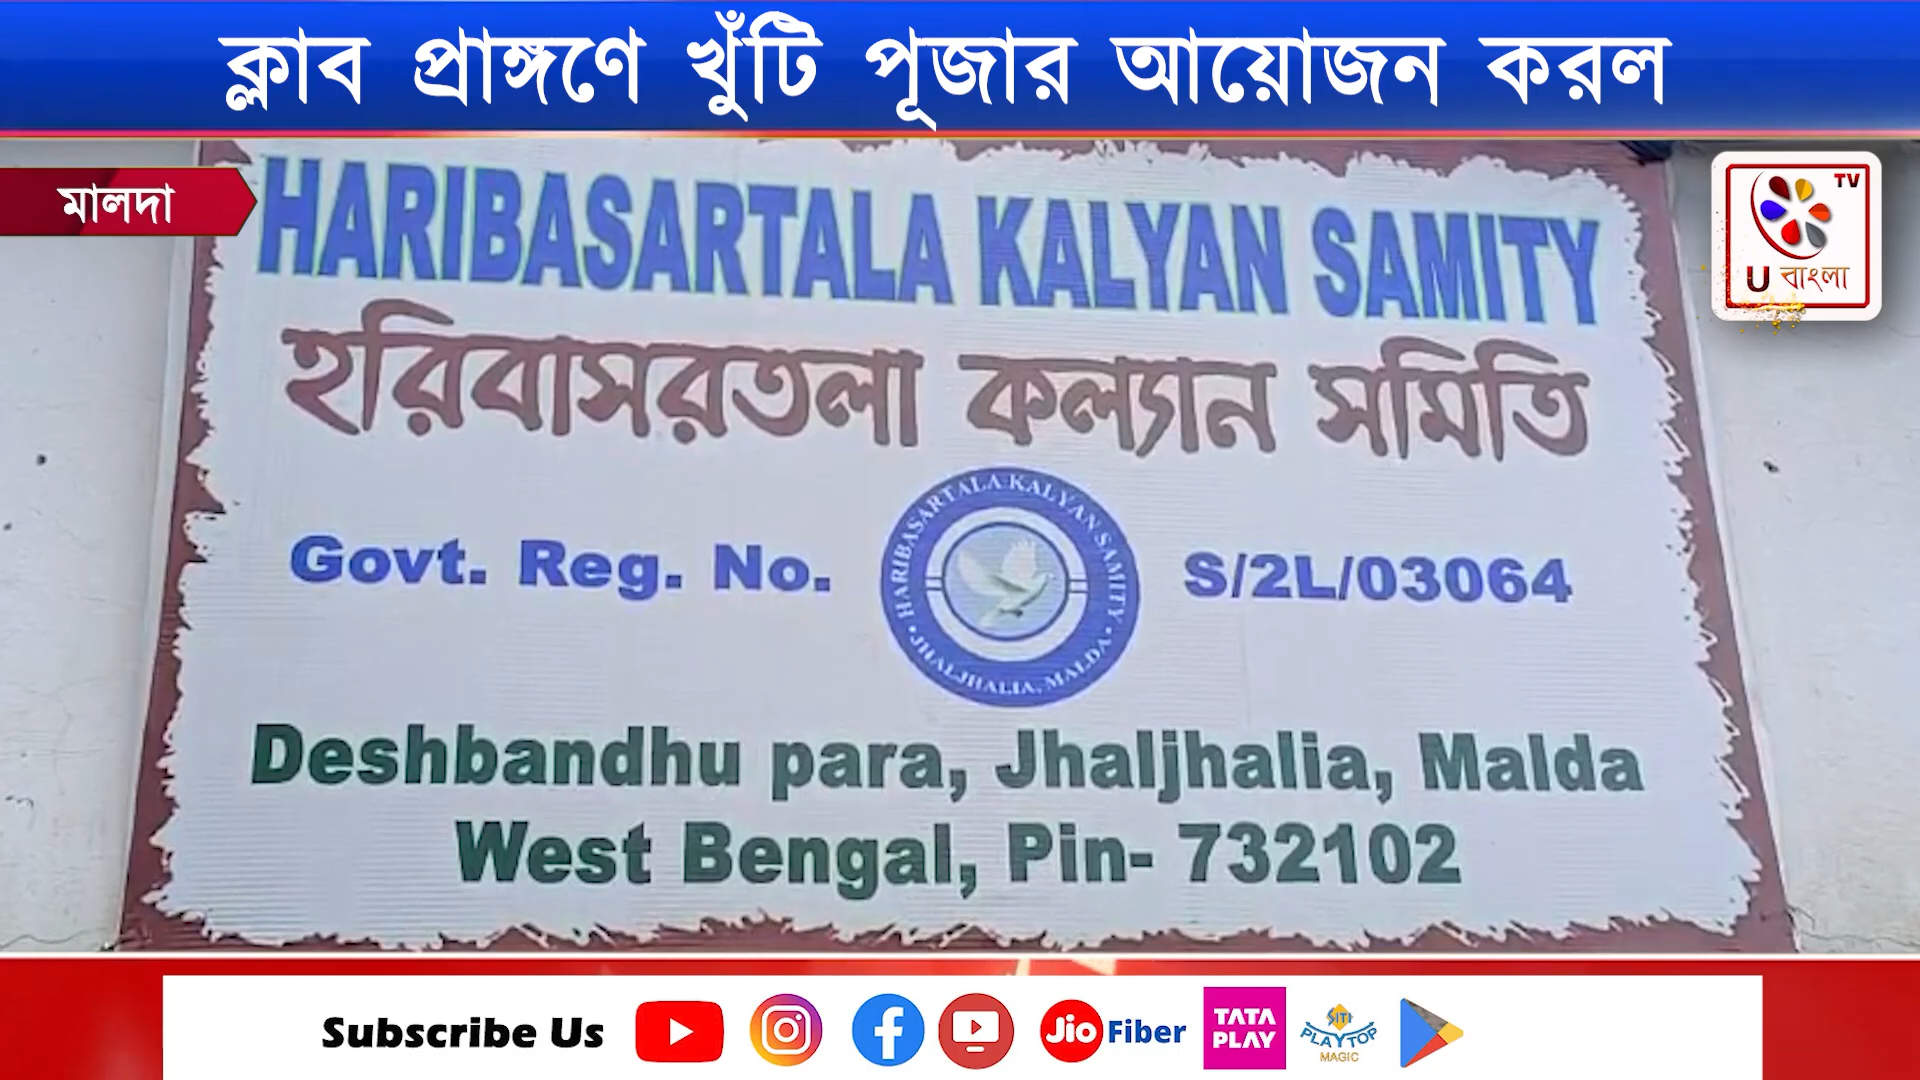 ক্লাব প্রাঙ্গণে খুঁটি পূজার আয়োজন করল
মালদা
TV
U বাংলা
HARIBASARTALA KALYAN SAMITY
হরিবাসরতলা কল্যান সমিতি
Govt. Reg. No. S/2L/03064
HARIBASARTALA KALYAN SAMITY
JHALJHALIA, MALDA
Deshbandhu para, Jhaljhalia, Malda
West Bengal, Pin- 732102
Subscribe Us
Jio Fiber
TATA
PLAY
SITI
PLAYTOP
MAGIC